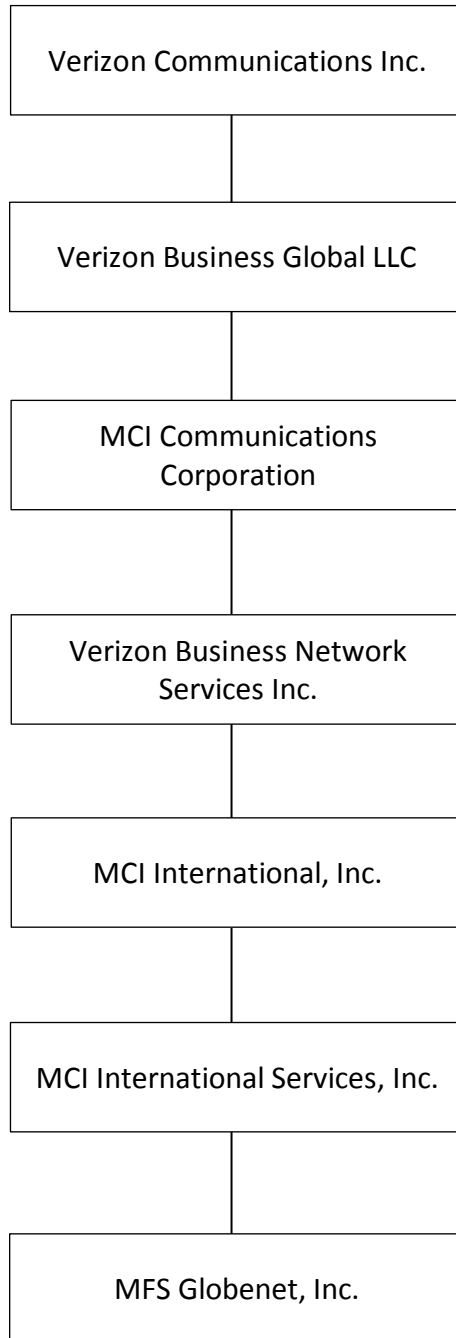 Verizon Communications Inc.
Verizon Business Global LLC
MCI Communications
Corporation
Verizon Business Network
Services Inc.
MCI International, Inc.
MCI International Services, Inc.
MFS Globenet, Inc.